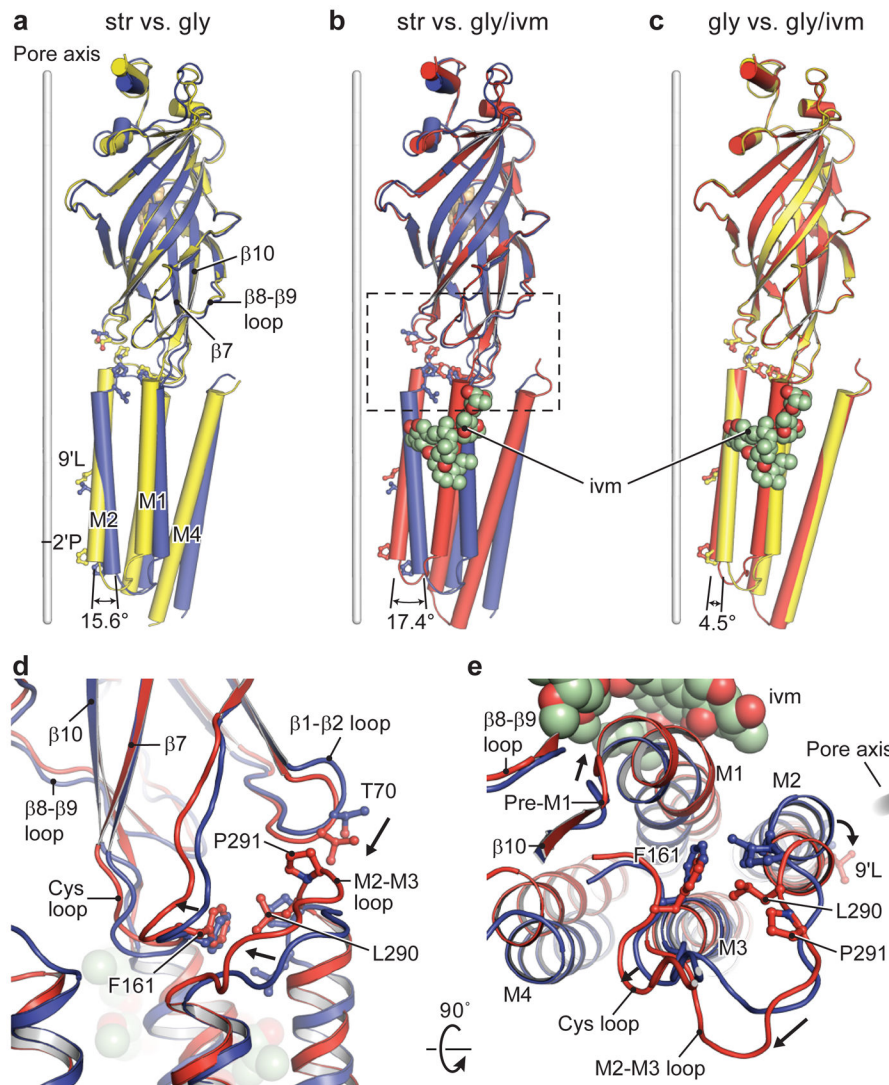 a str vs. gly
b str vs. gly/ivm
c gly vs. gly/ivm
Pore axis
β10
β8-β9
loop
β7
9'L
M2
M1
M4
2'P
15.6°
17.4°
ivm
4.5°
d
β10
β7
β1-β2 loop
β8-β9
loop
T70
P291
Cys
loop
M2-M3
loop
F161
L290
90°
e
ivm
β8-β9
loop
M1
M2
Pore axis
Pre-M1
β10
F161
9'L
L290
P291
M3
M4
Cys loop
M2-M3 loop